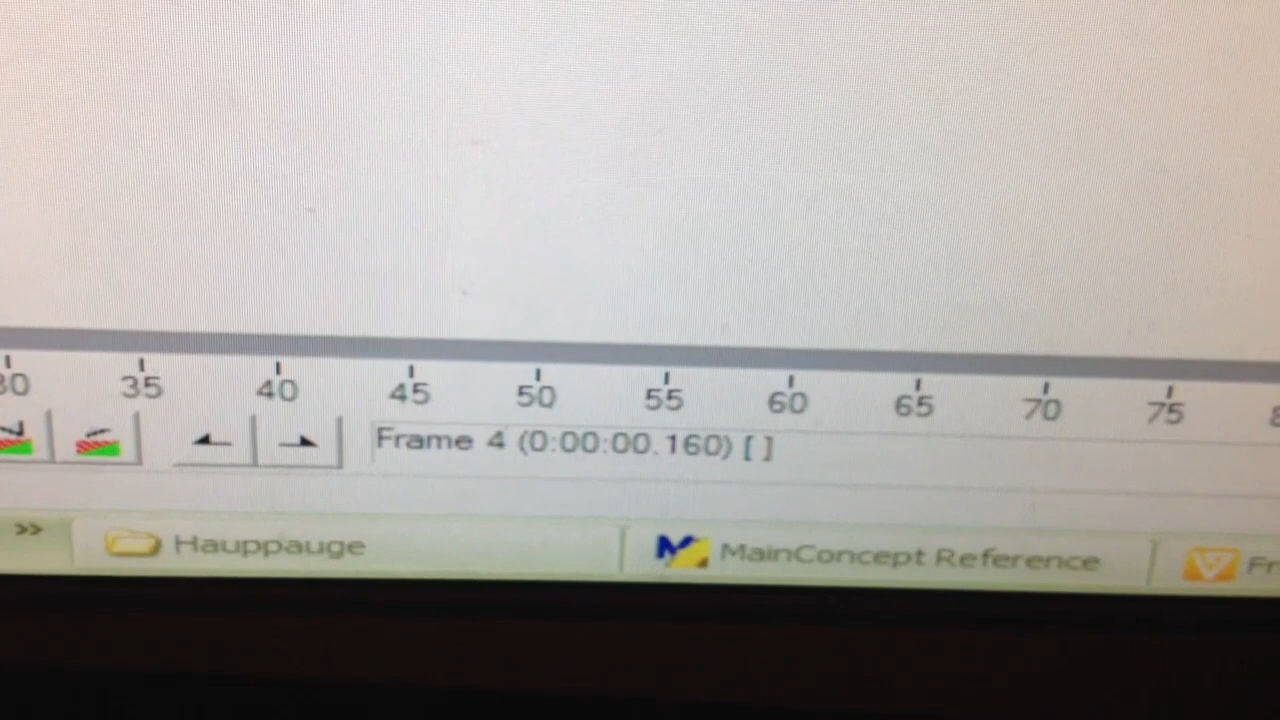 30 35 40 45 50 55 60 65 70 75
Frame 4 (0:00:00.160) [ ]
» Hauppauge MainConcept Reference Fr